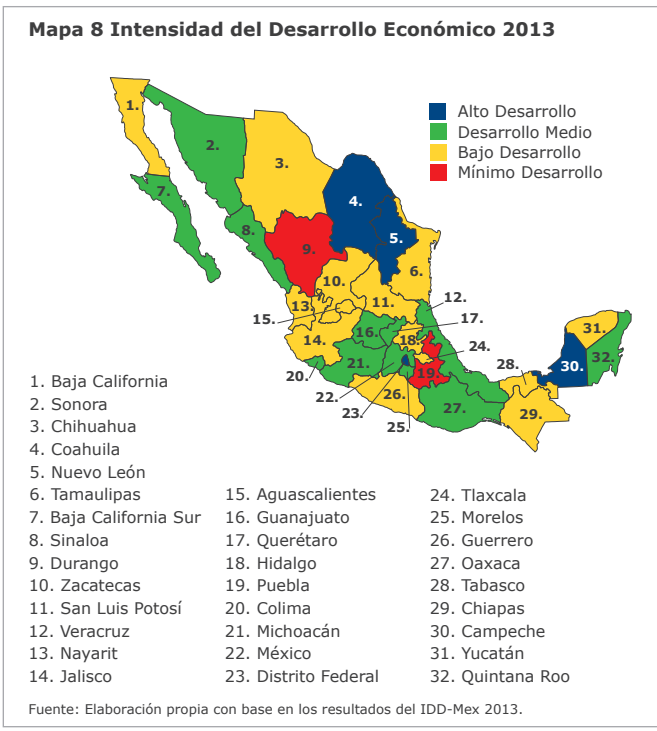 Mapa 8 Intensidad del Desarrollo Económico 2013
Alto Desarrollo
Desarrollo Medio
Bajo Desarrollo
Mínimo Desarrollo
1.
2.
3.
4.
5.
6.
7.
8.
9.
10.
11.
12.
13.
14.
15.
16.
17.
18.
19.
20.
21.
22.
23.
24.
25.
26.
27.
28.
29.
30.
31.
32.
1. Baja California
2. Sonora
3. Chihuahua
4. Coahuila
5. Nuevo León
6. Tamaulipas
7. Baja California Sur
8. Sinaloa
9. Durango
10. Zacatecas
11. San Luis Potosí
12. Veracruz
13. Nayarit
14. Jalisco
15. Aguascalientes
16. Guanajuato
17. Querétaro
18. Hidalgo
19. Puebla
20. Colima
21. Michoacán
22. México
23. Distrito Federal
24. Tlaxcala
25. Morelos
26. Guerrero
27. Oaxaca
28. Tabasco
29. Chiapas
30. Campeche
31. Yucatán
32. Quintana Roo
Fuente: Elaboración propia con base en los resultados del IDD-Mex 2013.